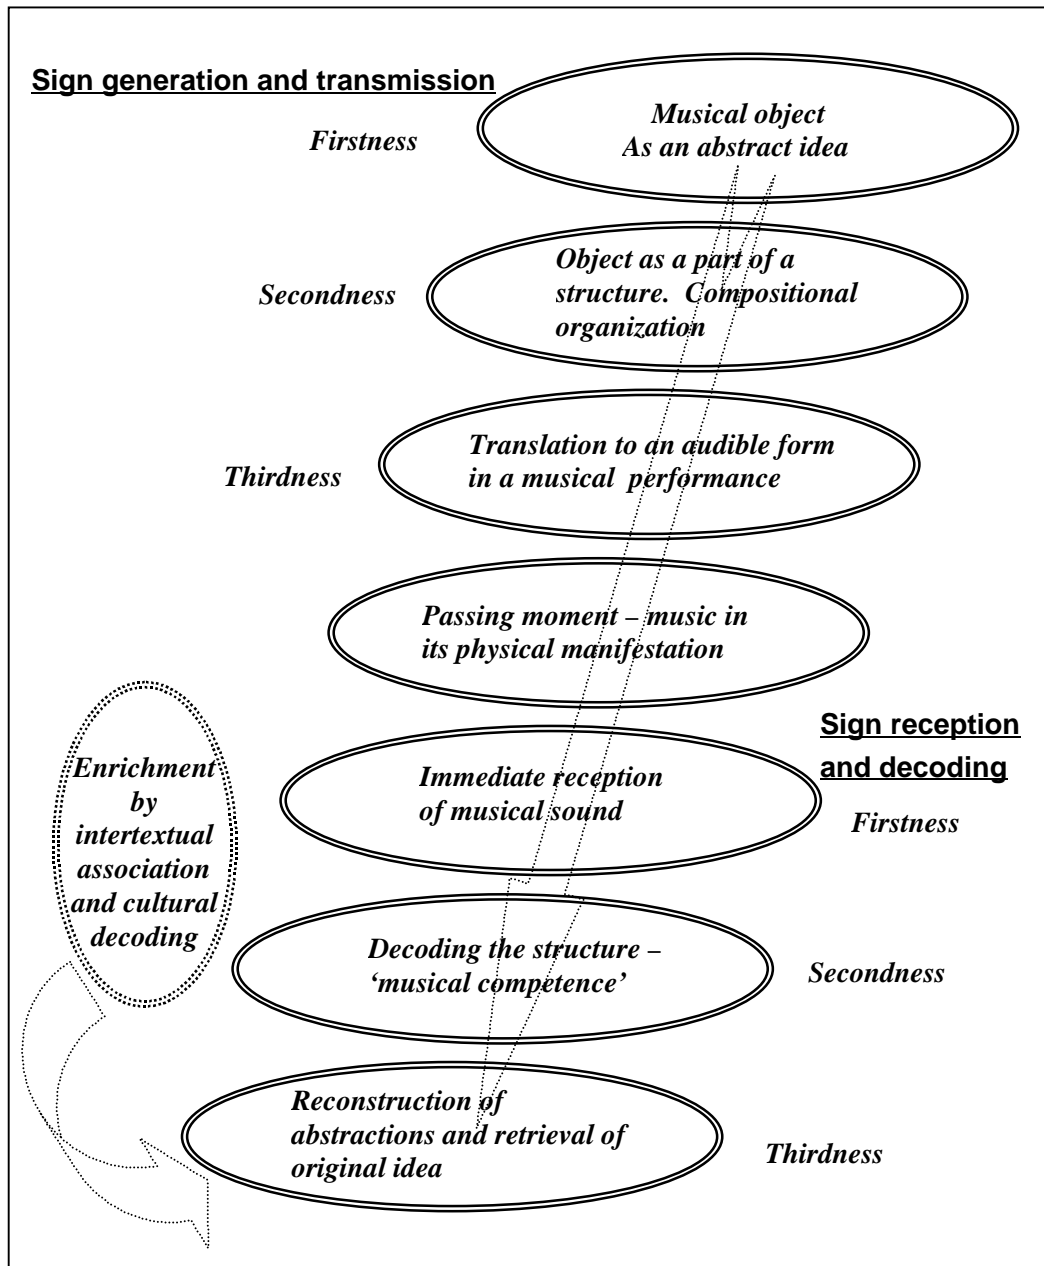 Sign generation and transmission
Firstness
Musical object
As an abstract idea
Secondness
Object as a part of a
structure. Compositional
organization
Thirdness
Translation to an audible form
in a musical performance
Passing moment – music in
its physical manifestation
Sign reception
and decoding
Immediate reception
of musical sound
Firstness
Enrichment
by
intertextual
association
and cultural
decoding
Decoding the structure –
‘musical competence’
Secondness
Reconstruction of
abstractions and retrieval of
original idea
Thirdness